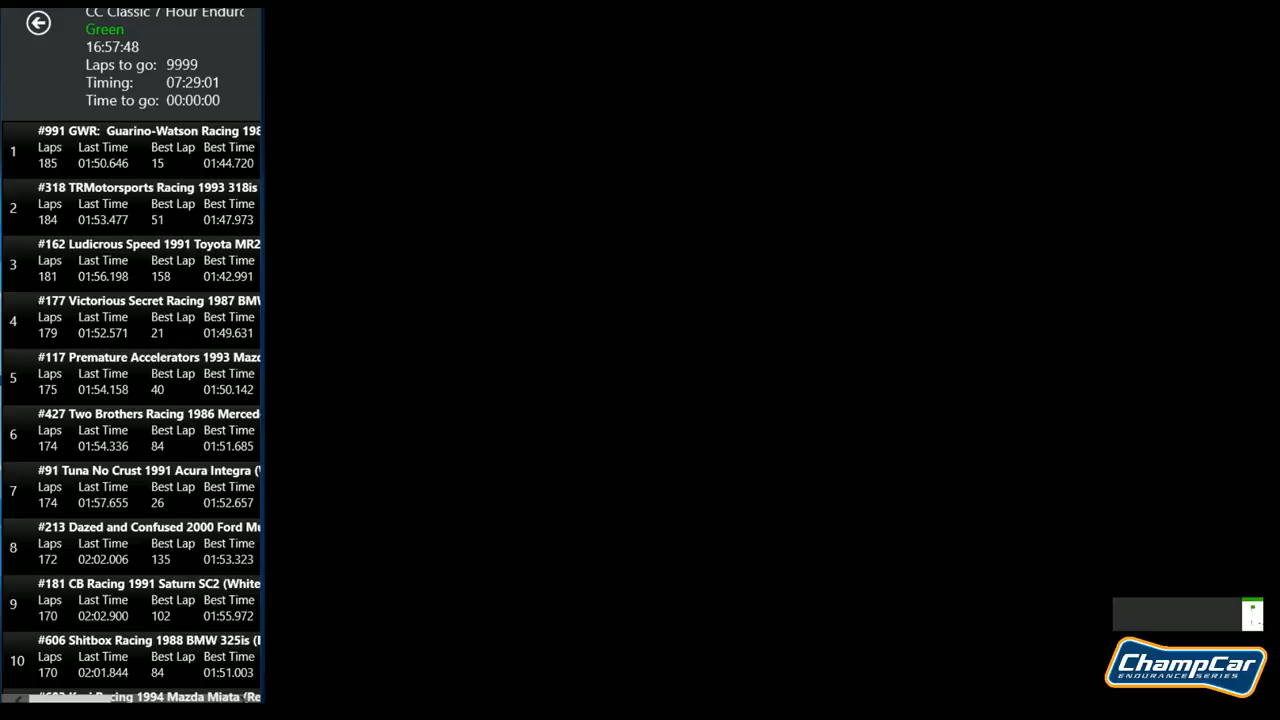 CC Classic 7 Hour Endurc
Green
16:57:48
Laps to go: 9999
Timing: 07:29:01
Time to go: 00:00:00
#991 GWR: Guarino-Watson Racing 198
Laps Last Time Best Lap Best Time
1 185 01:50.646 15 01:44.720
#318 TRMotorsports Racing 1993 318is
Laps Last Time Best Lap Best Time
2 184 01:53.477 51 01:47.973
#162 Ludicrous Speed 1991 Toyota MR2
Laps Last Time Best Lap Best Time
3 181 01:56.198 158 01:42.991
#177 Victorious Secret Racing 1987 BMW
Laps Last Time Best Lap Best Time
4 179 01:52.571 21 01:49.631
#117 Premature Accelerators 1993 Mazd
Laps Last Time Best Lap Best Time
5 175 01:54.158 40 01:50.142
#427 Two Brothers Racing 1986 Mercede
Laps Last Time Best Lap Best Time
6 174 01:54.336 84 01:51.685
#91 Tuna No Crust 1991 Acura Integra (
Laps Last Time Best Lap Best Time
7 174 01:57.655 26 01:52.657
#213 Dazed and Confused 2000 Ford Mu
Laps Last Time Best Lap Best Time
8 172 02:02.006 135 01:53.323
#181 CB Racing 1991 Saturn SC2 (White
Laps Last Time Best Lap Best Time
9 170 02:02.900 102 01:55.972
#606 Shitbox Racing 1988 BMW 325is (
Laps Last Time Best Lap Best Time
10 170 02:01.844 84 01:51.003
Racing 1994 Mazda Miata (Re
ChampCar
ENDURANCE SERIES